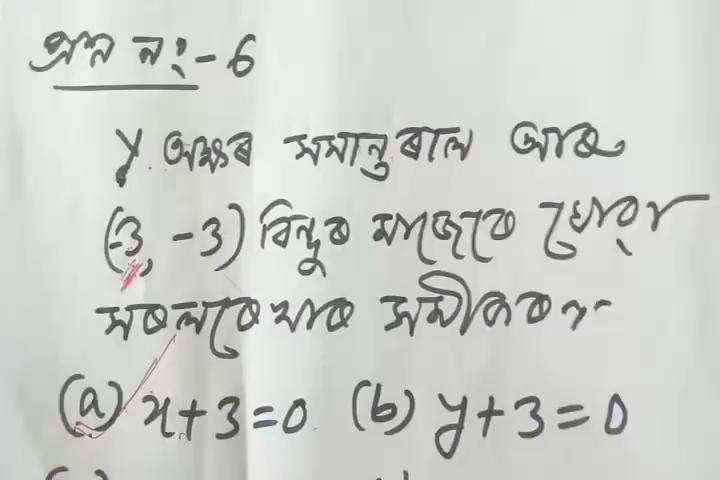 প্ৰশ্ন নং:- 6
y অক্ষৰ সমান্তৰাল আৰু
(-3, -3) বিন্দুৰ মাজেৰে যোৱা
সৰলৰেখাৰ সমীকৰণ
(a) x+3=0 (b) y+3=0